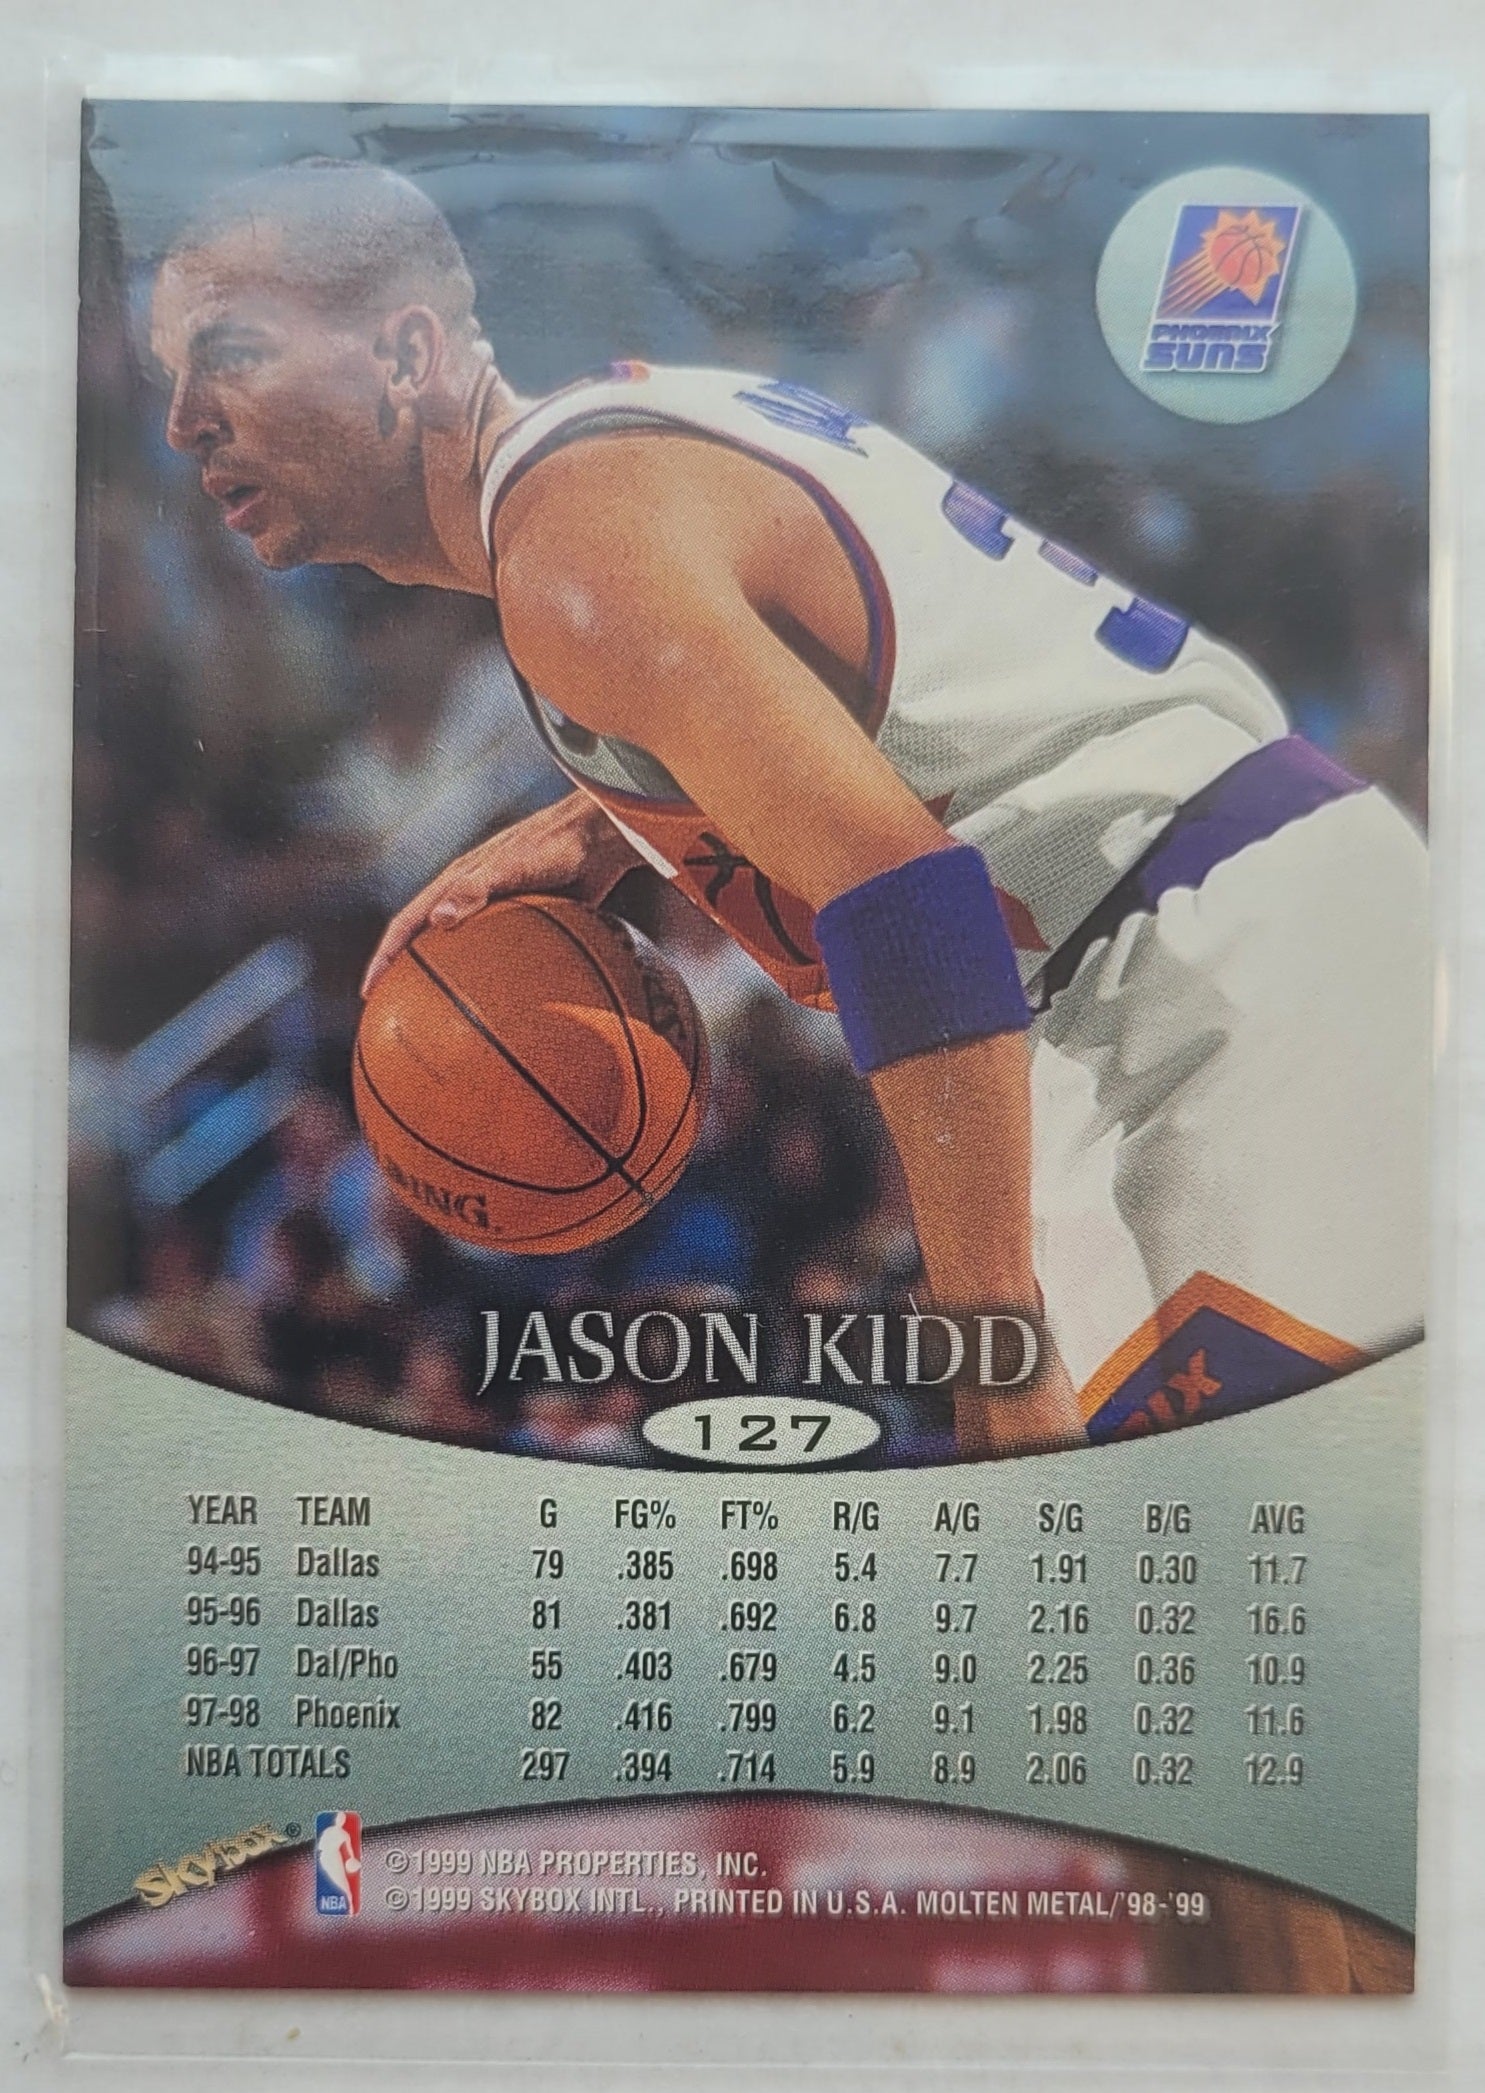 PHOENIX
SUNS
JASON KIDD
127
YEAR TEAM G FG% FT% R/G A/G S/G B/G AVG
94-95 Dallas 79 .385 .698 5.4 7.7 1.91 0.30 11.7
95-96 Dallas 81 .381 .692 6.8 9.7 2.16 0.32 16.6
96-97 Dal/Pho 55 .403 .679 4.5 9.0 2.25 0.36 10.9
97-98 Phoenix 82 .416 .799 6.2 9.1 1.98 0.32 11.6
NBA TOTALS 297 .394 .714 5.9 8.9 2.06 0.32 12.9
SkyBox®
NBA
©1999 NBA PROPERTIES, INC.
©1999 SKYBOX INTL., PRINTED IN U.S.A. MOLTEN METAL/'98-'99